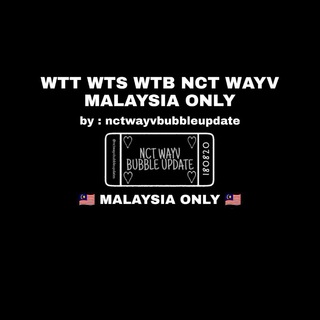 WTT WTS WTB NCT WAYV
MALAYSIA ONLY
by : nctwayvbubbleupdate
NCT WAYV
BUBBLE UPDATE
180820
🇲🇾 MALAYSIA ONLY 🇲🇾